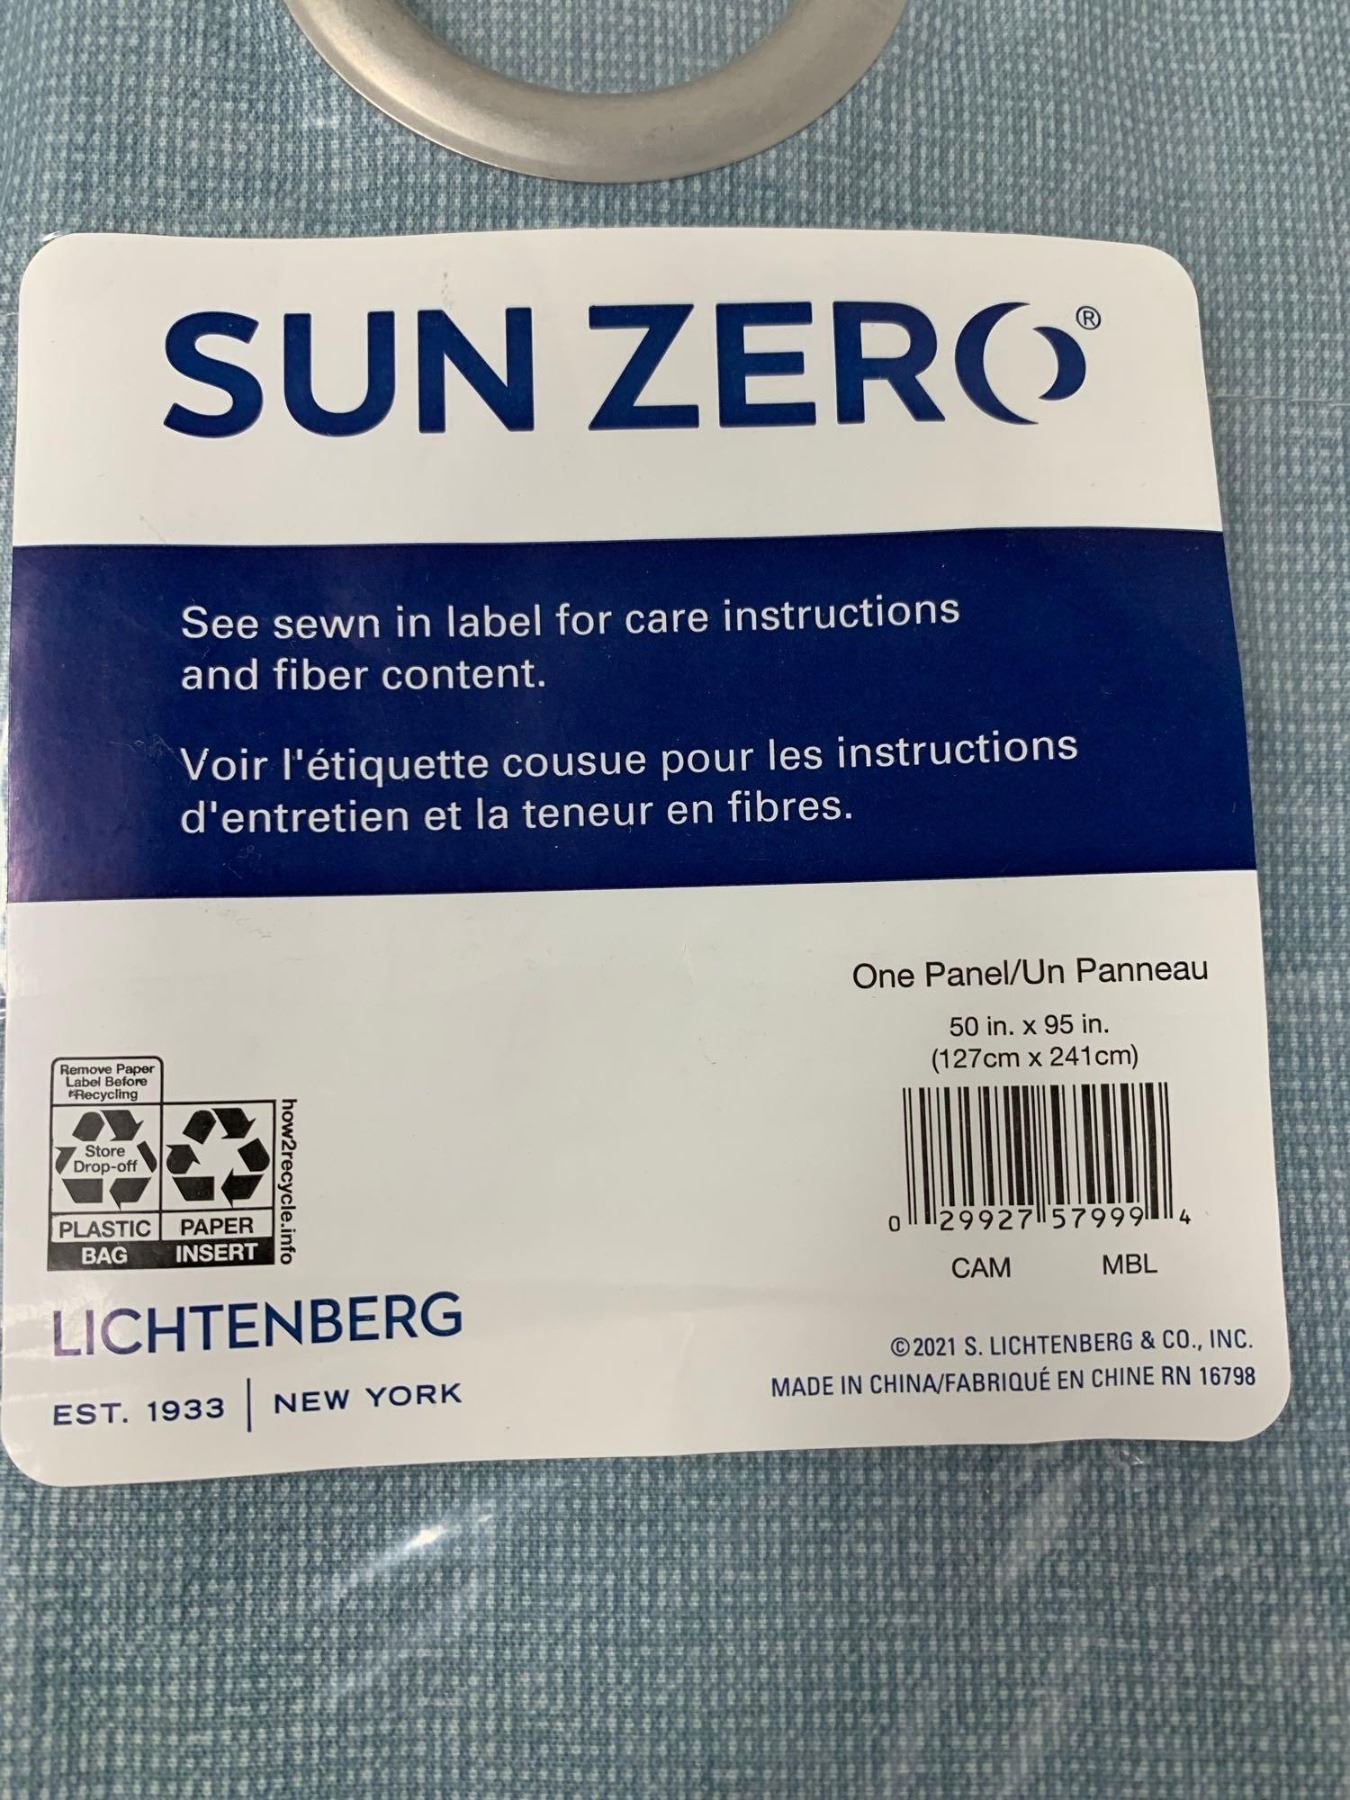 SUN ZERO®
See sewn in label for care instructions
and fiber content.
Voir l'étiquette cousue pour les instructions
d'entretien et la teneur en fibres.
One Panel/Un Panneau
50 in. x 95 in.
(127cm x 241cm)
0 29927 57999 4
CAM MBL
Remove Paper
Label Before
Recycling
Store
Drop-off
PLASTIC
BAG
PAPER
INSERT
how2recycle.info
LICHTENBERG
EST. 1933 | NEW YORK
©2021 S. LICHTENBERG & CO., INC.
MADE IN CHINA/FABRIQUÉ EN CHINE RN 16798